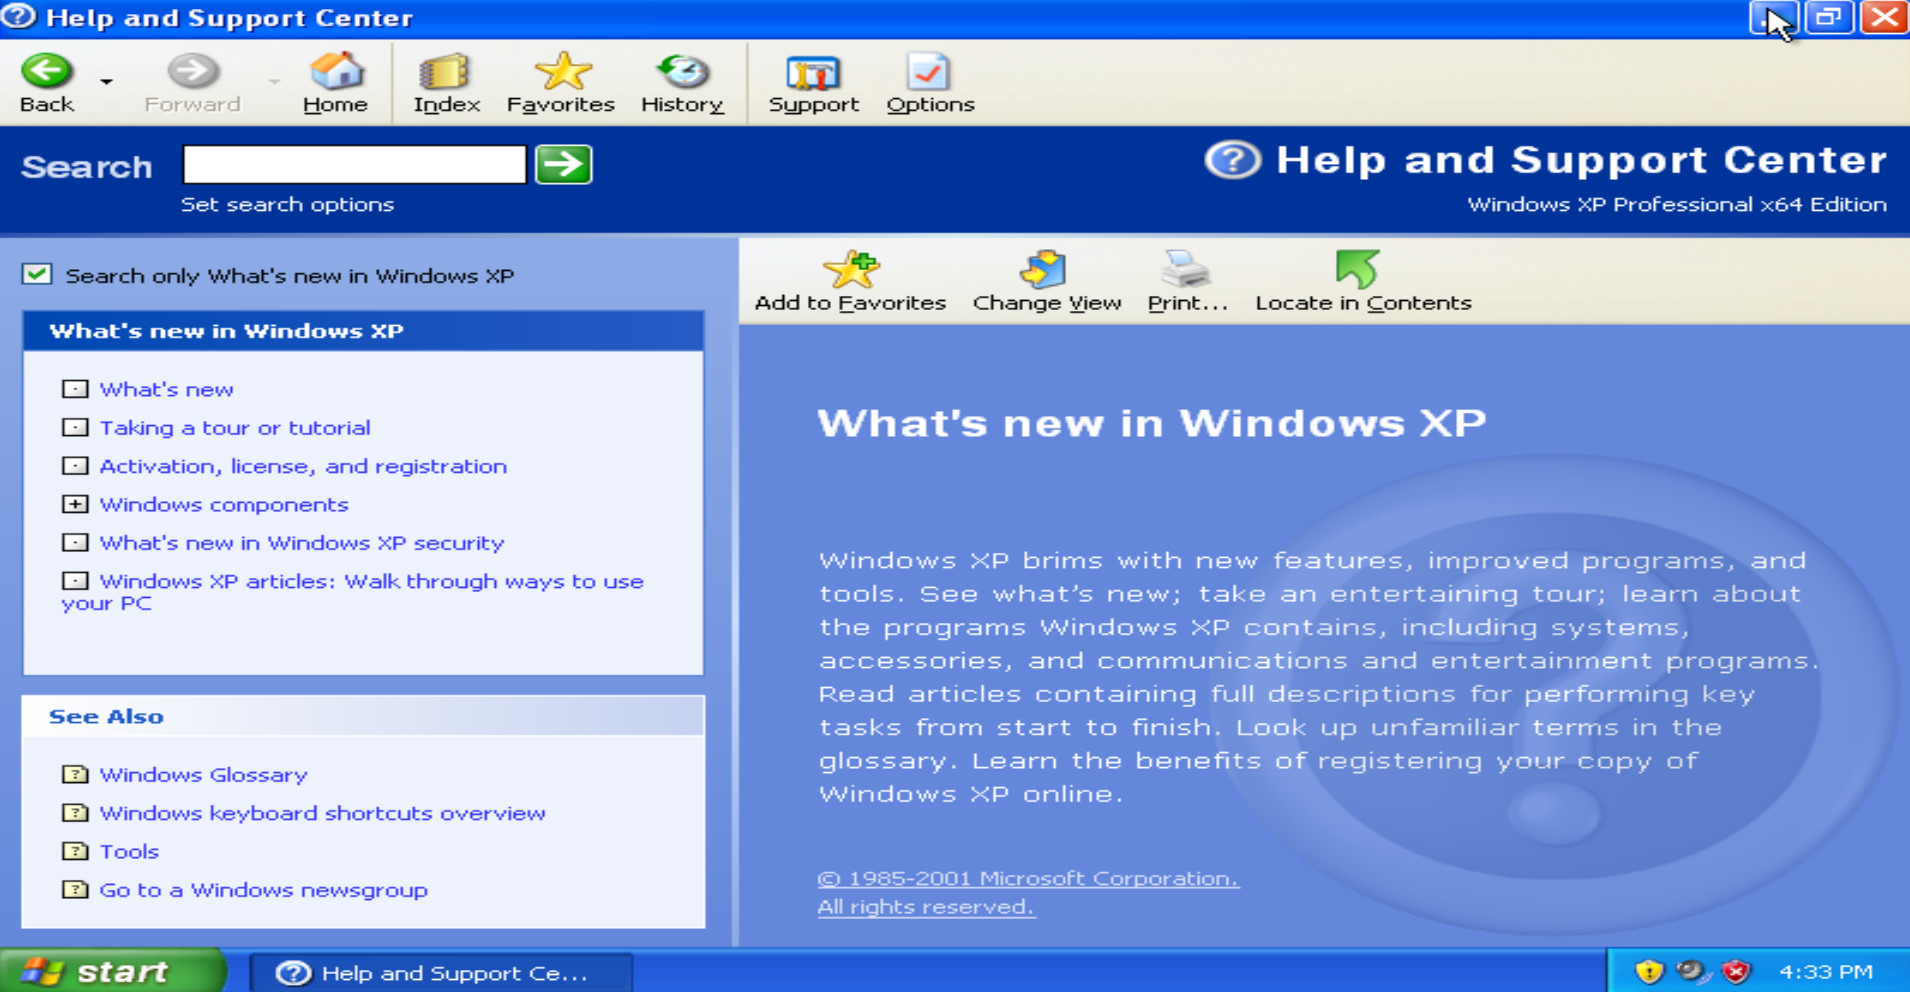 Help and Support Center
Back
Forward
Home
Index
Favorites
History
Support
Options
Search
Set search options
Help and Support Center
Windows XP Professional x64 Edition
Search only What's new in Windows XP
What's new in Windows XP
What's new
Taking a tour or tutorial
Activation, license, and registration
Windows components
What's new in Windows XP security
Windows XP articles: Walk through ways to use
your PC
See Also
Windows Glossary
Windows keyboard shortcuts overview
Tools
Go to a Windows newsgroup
Add to Favorites
Change View
Print...
Locate in Contents
What's new in Windows XP
Windows XP brims with new features, improved programs, and
tools. See what's new; take an entertaining tour; learn about
the programs Windows XP contains, including systems,
accessories, and communications and entertainment programs.
Read articles containing full descriptions for performing key
tasks from start to finish. Look up unfamiliar terms in the
glossary. Learn the benefits of registering your copy of
Windows XP online.
© 1985-2001 Microsoft Corporation.
All rights reserved.
start
Help and Support Ce...
4:33 PM